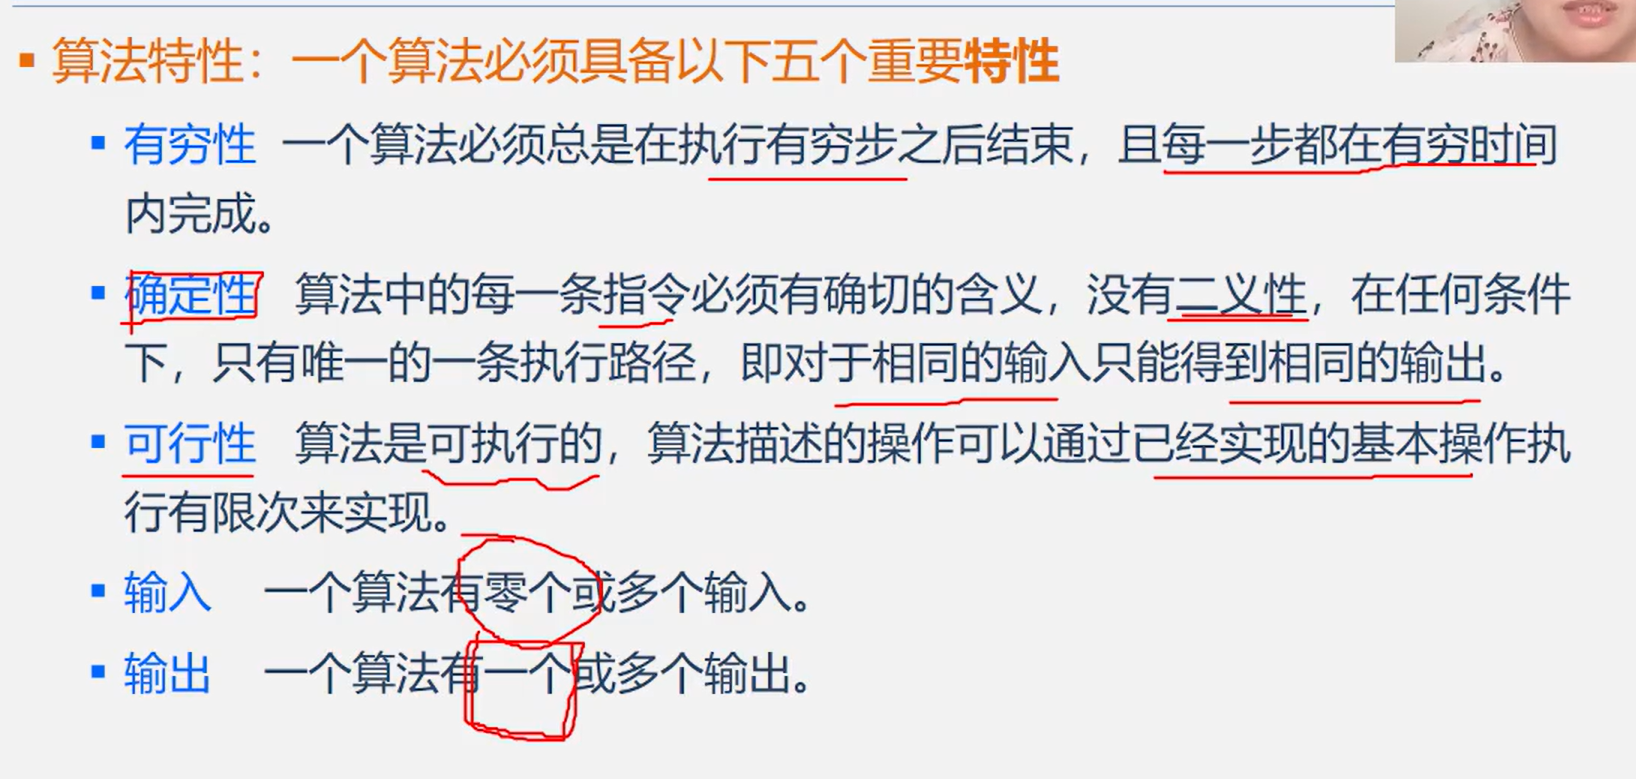 算法特性：一个算法必须具备以下五个重要特性
有穷性 一个算法必须总是在执行有穷步之后结束，且每一步都在有穷时间
内完成。
确定性 算法中的每一条指令必须有确切的含义，没有二义性，在任何条件
下，只有唯一的一条执行路径，即对于相同的输入只能得到相同的输出。
可行性 算法是可执行的，算法描述的操作可以通过已经实现的基本操作执
行有限次来实现。
输入 一个算法有零个或多个输入。
输出 一个算法有一个或多个输出。